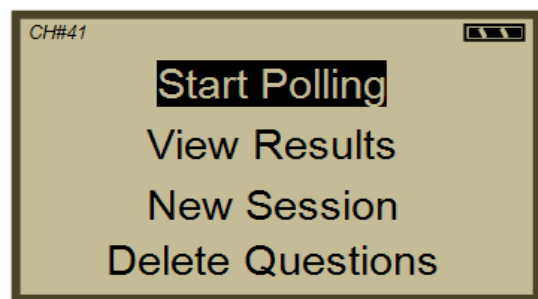 CH#41
Start Polling
View Results
New Session
Delete Questions